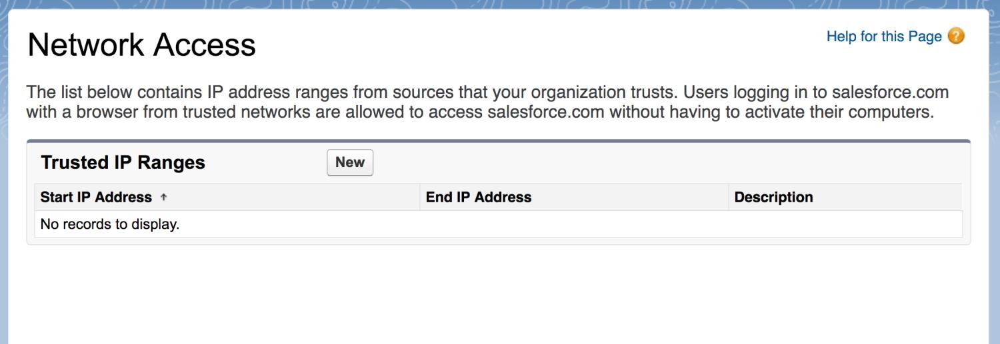 Network Access
Help for this Page ?
The list below contains IP address ranges from sources that your organization trusts. Users logging in to salesforce.com
with a browser from trusted networks are allowed to access salesforce.com without having to activate their computers.
Trusted IP Ranges New
Start IP Address ↑ End IP Address Description
No records to display.